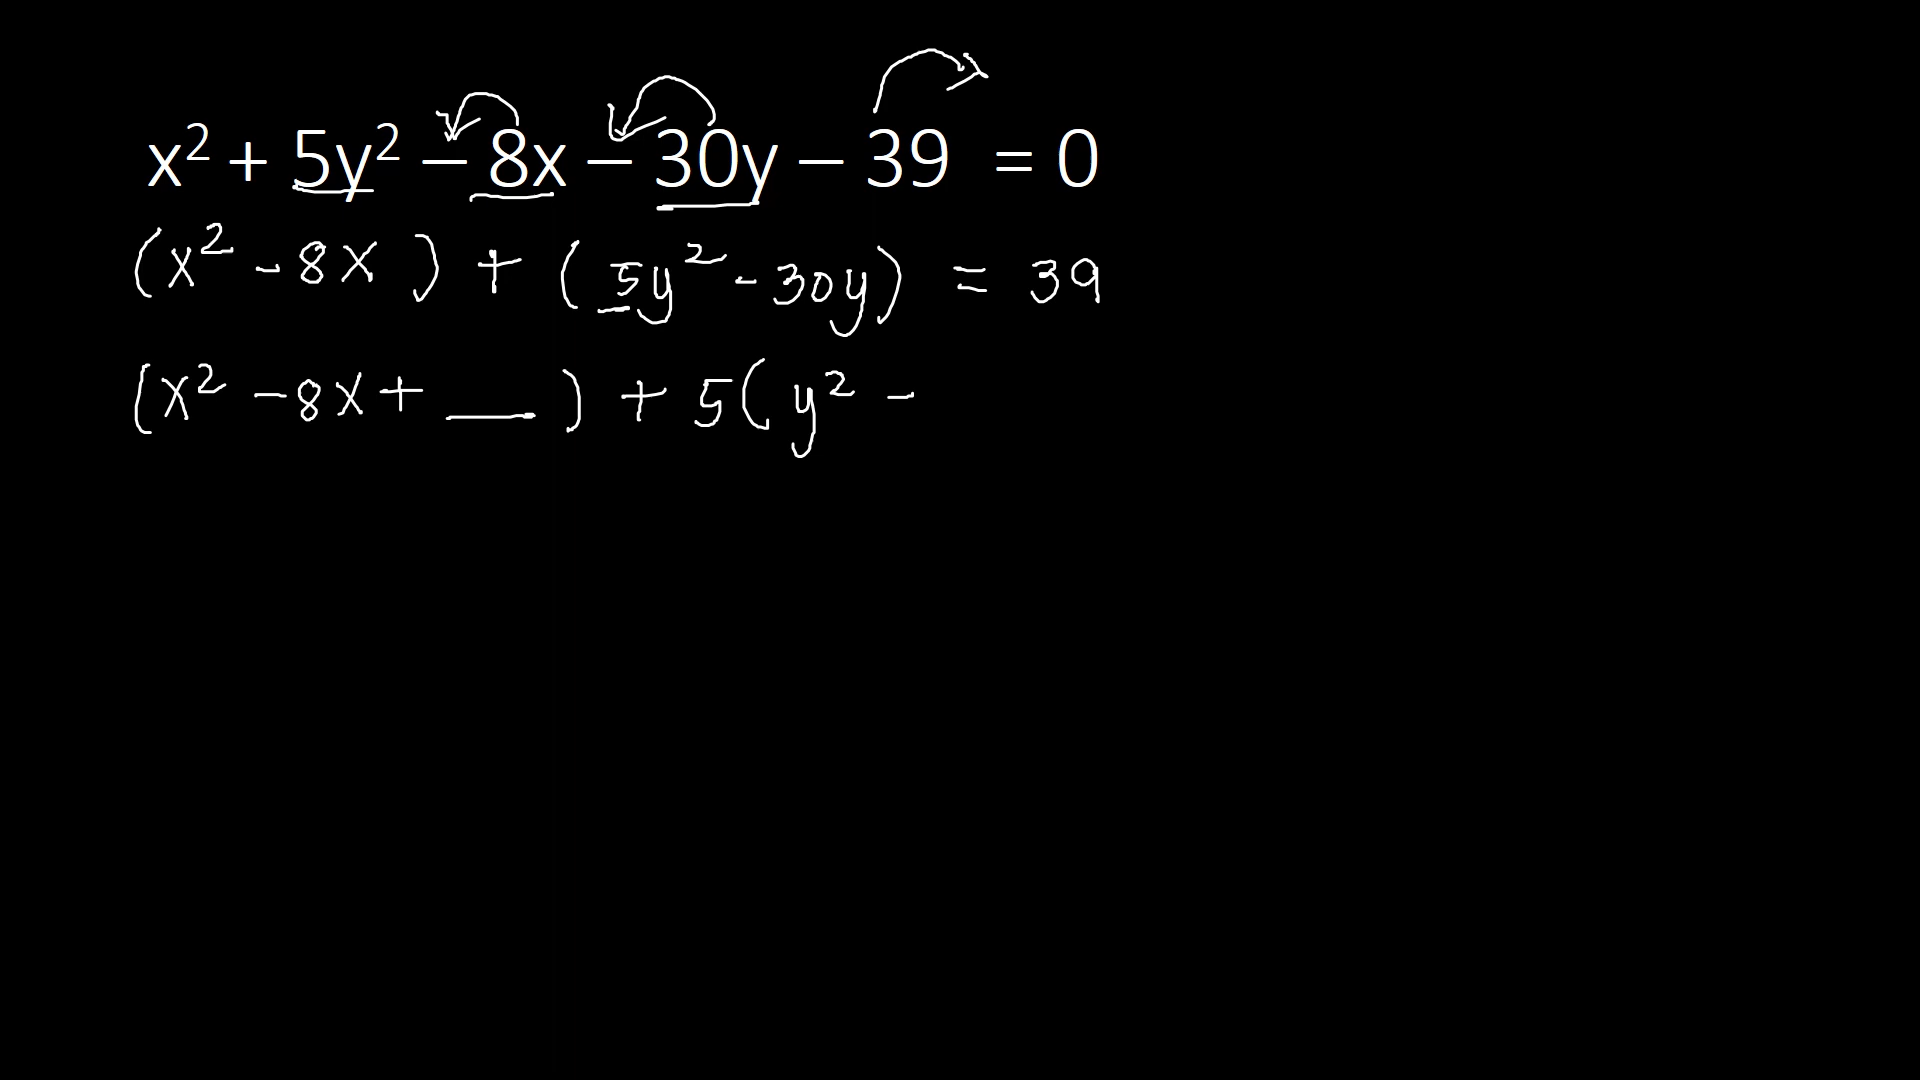 x² + 5y² – 8x – 30y – 39 = 0
(x² - 8x ) + ( 5y² - 30y) = 39
(x² - 8x + ___ ) + 5( y² -